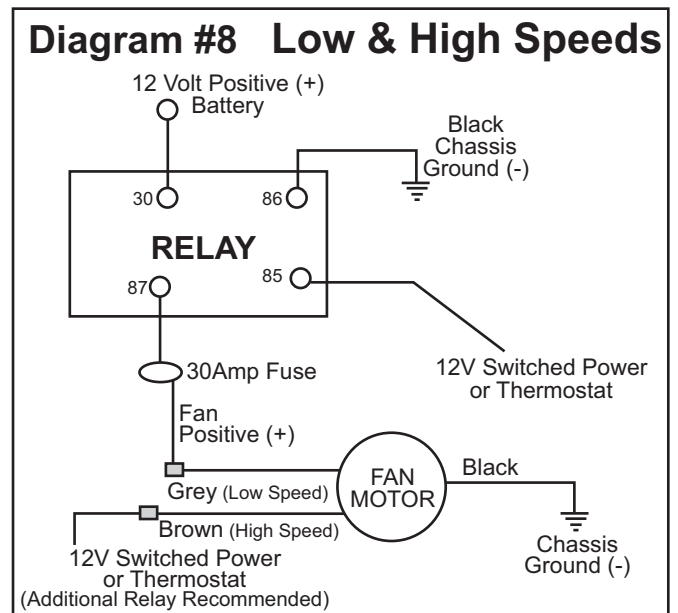 Diagram #8 Low & High Speeds
12 Volt Positive (+)
Battery
Black
Chassis
Ground (-)
30
86
RELAY
87
85
30Amp Fuse
12V Switched Power
or Thermostat
Fan
Positive (+)
Grey (Low Speed)
FAN
MOTOR
Black
Brown (High Speed)
12V Switched Power
or Thermostat
(Additional Relay Recommended)
Chassis
Ground (-)